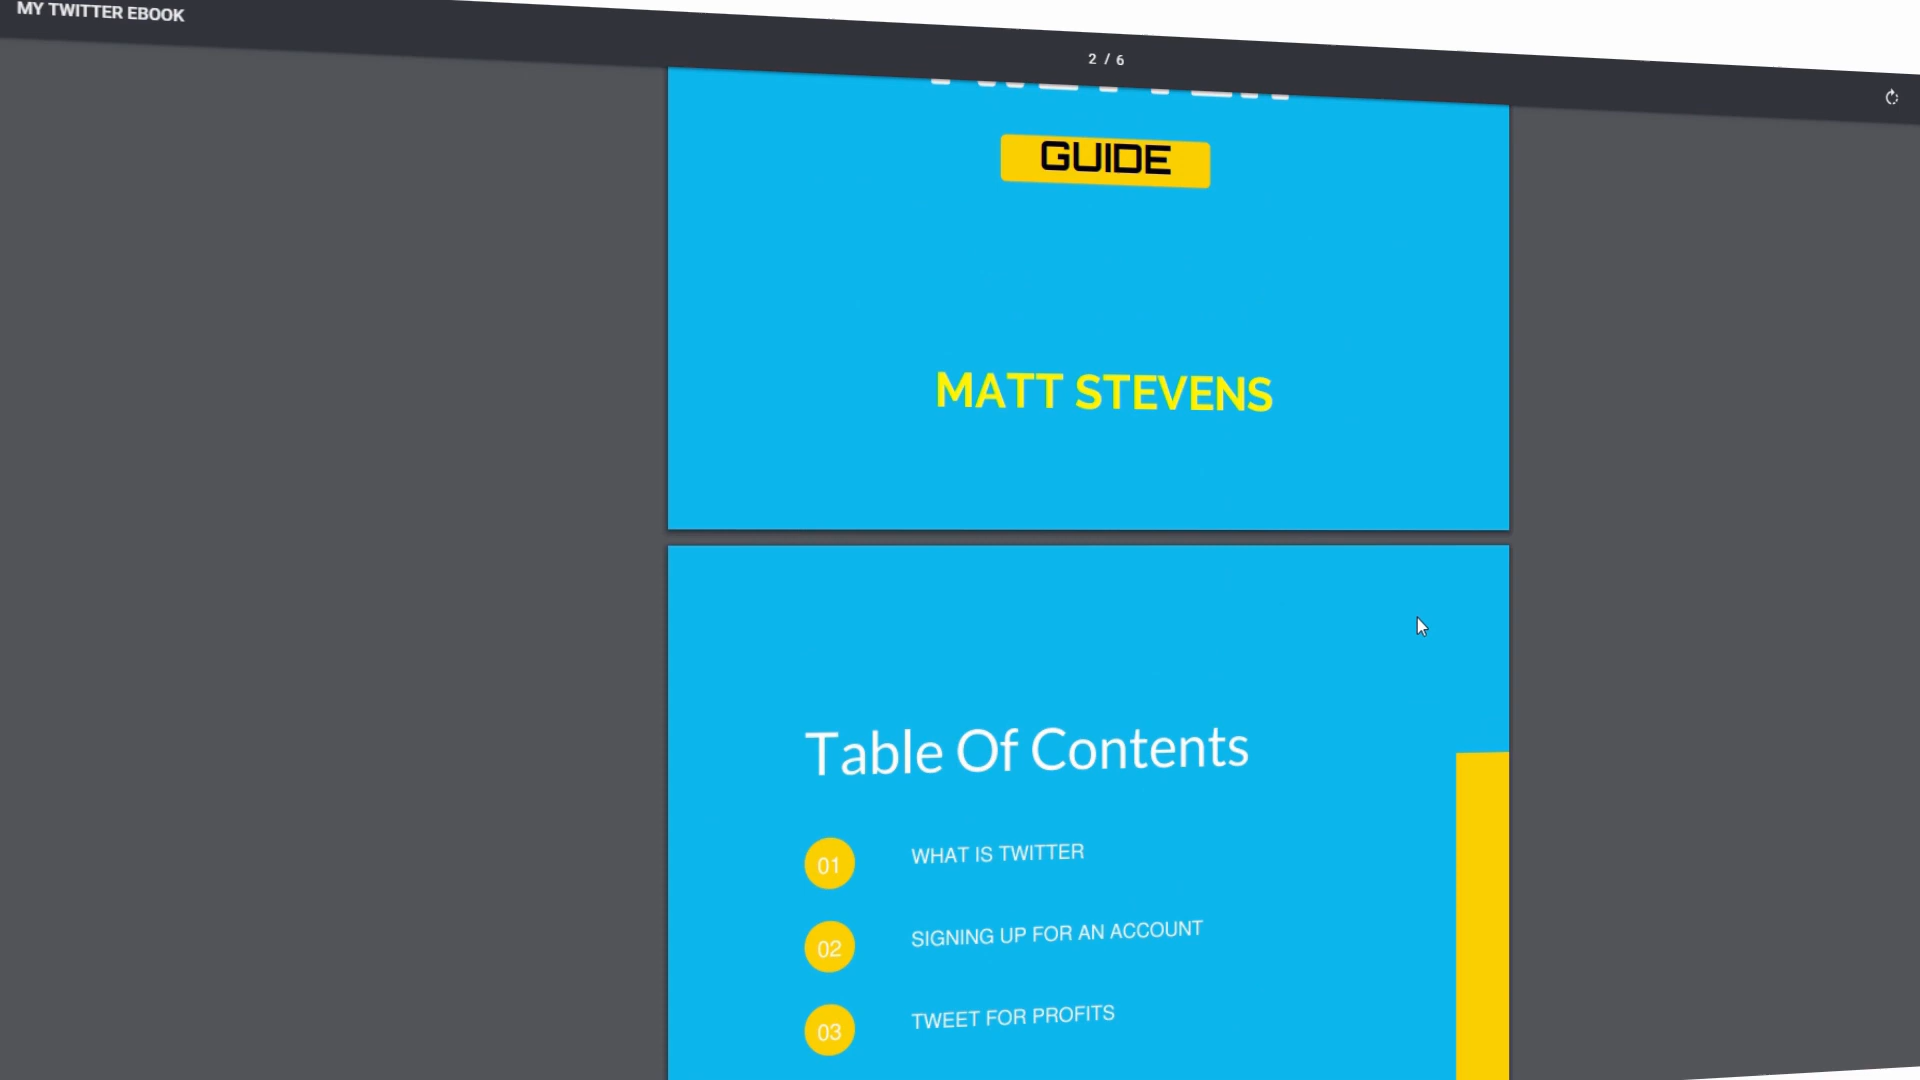 MY TWITTER EBOOK
2 / 6
GUIDE
MATT STEVENS
Table Of Contents
01 WHAT IS TWITTER
02 SIGNING UP FOR AN ACCOUNT
03 TWEET FOR PROFITS